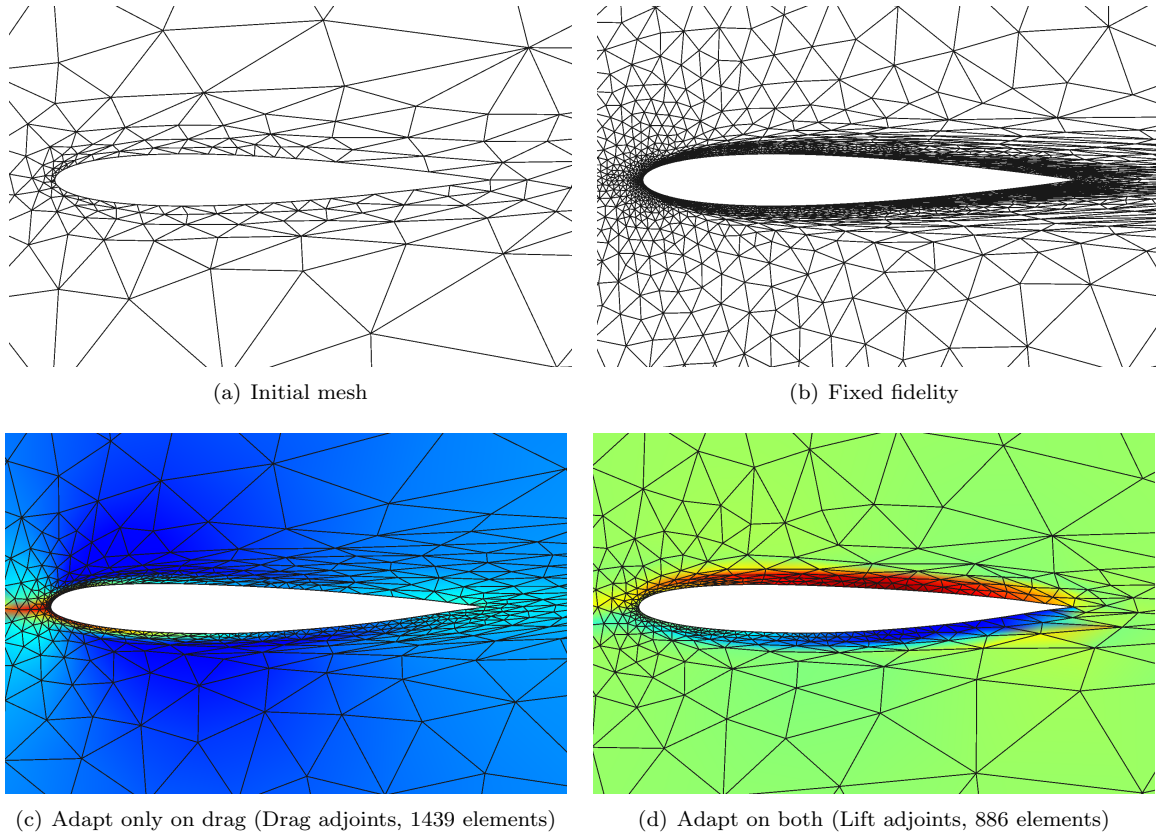 (a) Initial mesh
(b) Fixed fidelity
(c) Adapt only on drag (Drag adjoints, 1439 elements)
(d) Adapt on both (Lift adjoints, 886 elements)